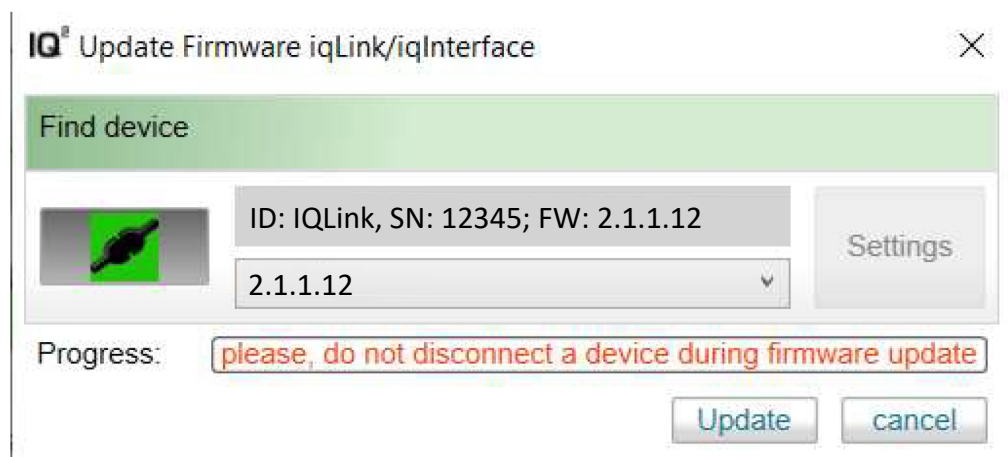 IQ² Update Firmware iqLink/iqInterface
Find device
ID: IQLink, SN: 12345; FW: 2.1.1.12
2.1.1.12
Settings
Progress: please, do not disconnect a device during firmware update
Update cancel